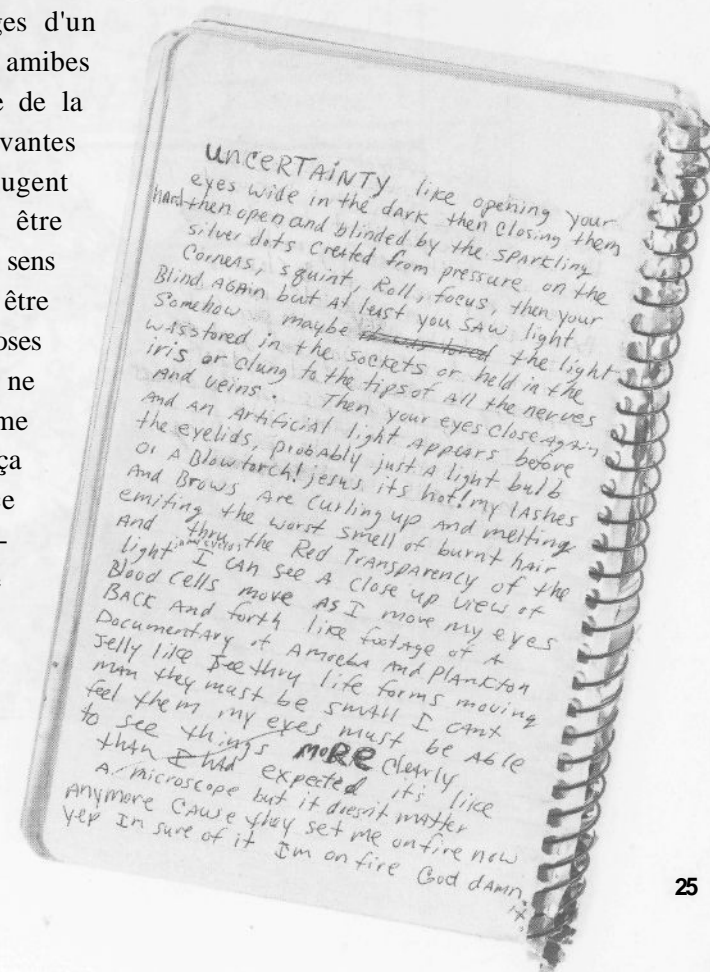 ges d'un
amibes
e de la
vantes
ugent
être
sens
être
oses
ne
me
ça
e
-
UNCERTAINTY like opening your
eyes wide in the dark then closing them
hard then open and blinded by the sparkling
silver dots created from pressure on the
Corneas, squint, Roll, focus, then your
Blind AGAin but At least you SAW light
Somehow maybe it was stored the light
was stored in the sockets or held in the
iris or clung to the tips of all the nerves
And veins. Then your eyes close Again
And an Artificial light Appears before
the eyelids, probAbly just A light bulb
Or A Blowtorch! jesus its hot! my lAshes
And Brows Are Curling up And melting
emiting the worst smell of burnt hair
And thru the Red TransparENcy of the
light I cAN see A close up view of
Blood Cells move As I move my eyes
BACK And forth like footAge of A
DocumentAry of Amoeba And PlANKton
Jelly like see thru life forms moving
mAn they must be smAll I cAnt
feel them my eyes must be Able
to see things MORE cleArly
thAn I hAd expected its like
A microscope but it doesnt mAtter
Anymore CAuse they set me on fire now
yep Im sure of it Im on fire God dAmn
it.
25